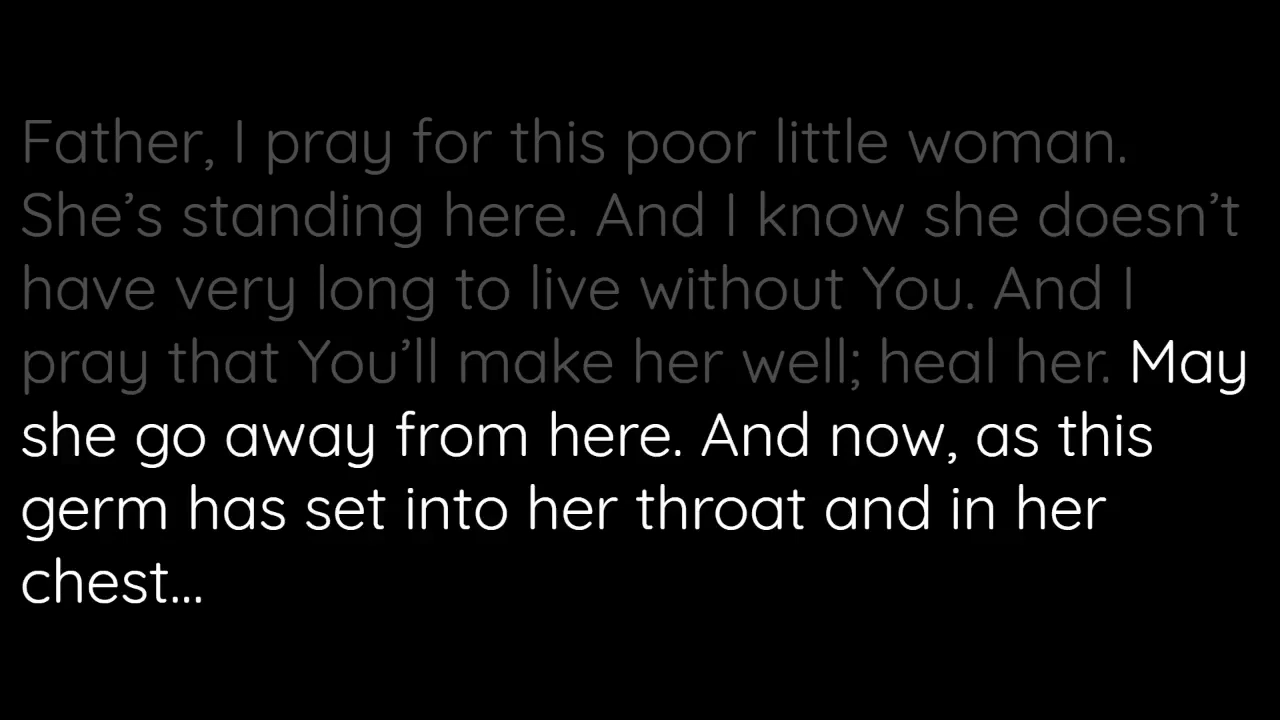 Father, I pray for this poor little woman.
She’s standing here. And I know she doesn’t
have very long to live without You. And I
pray that You’ll make her well; heal her. May
she go away from here. And now, as this
germ has set into her throat and in her
chest...